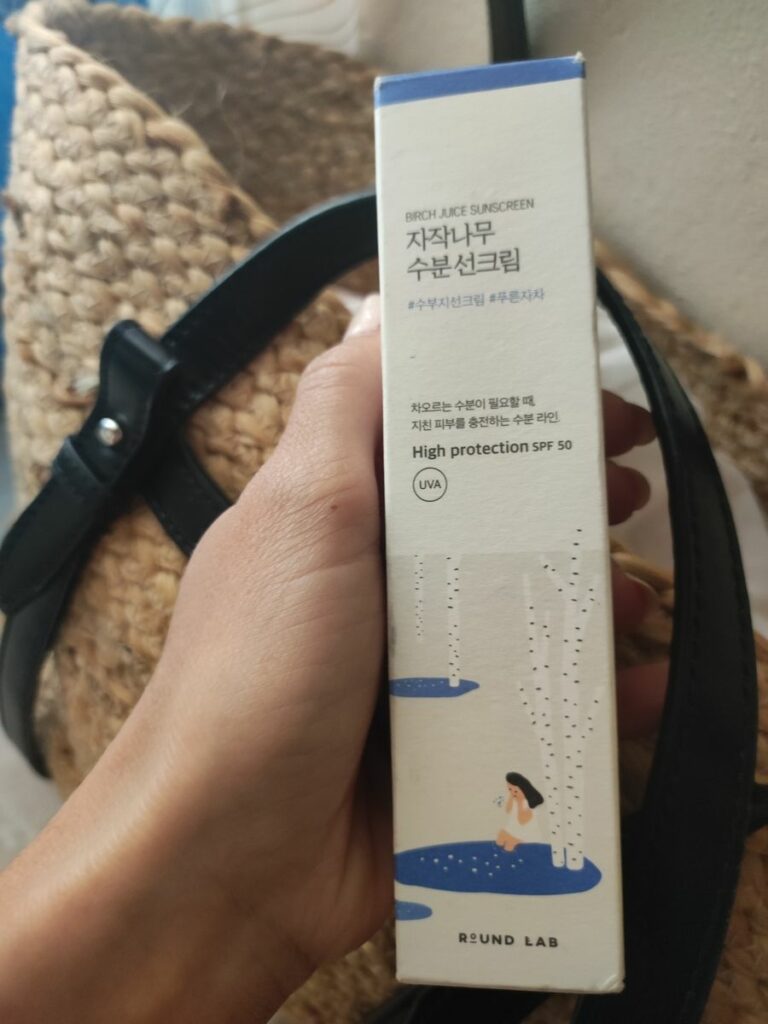 BIRCH JUICE SUNSCREEN
자작나무
수분 선크림
#수부지선크림 #푸른자차
차오르는 수분이 필요할 때,
지친 피부를 충전하는 수분 라인.
High protection SPF 50
UVA
ROUND LAB